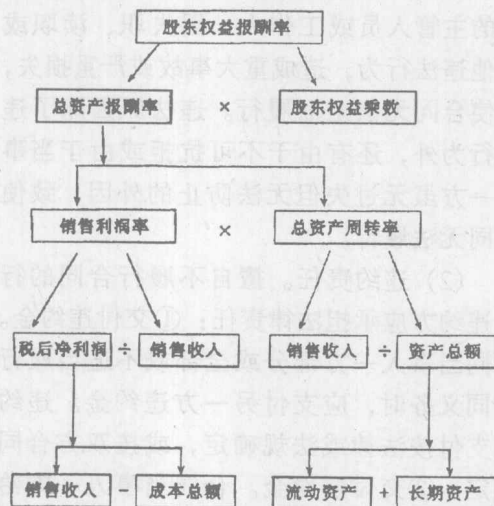 股东权益报酬率
总资产报酬率 股东权益乘数
销售利润率 × 总资产周转率
税后净利额 ÷ 销售收入 销售收入 ÷ 资产总额
销售收入 − 成本总额 流动资产 + 长期资产